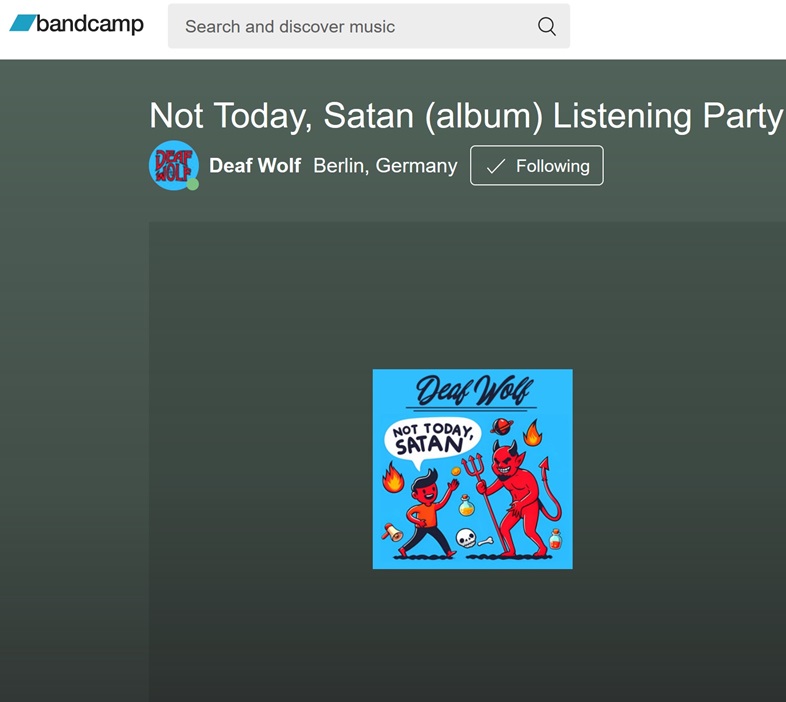 bandcamp
Search and discover music
Not Today, Satan (album) Listening Party
DEAF
WOLF
Deaf Wolf Berlin, Germany Following
Deaf Wolf
NOT TODAY,
SATAN